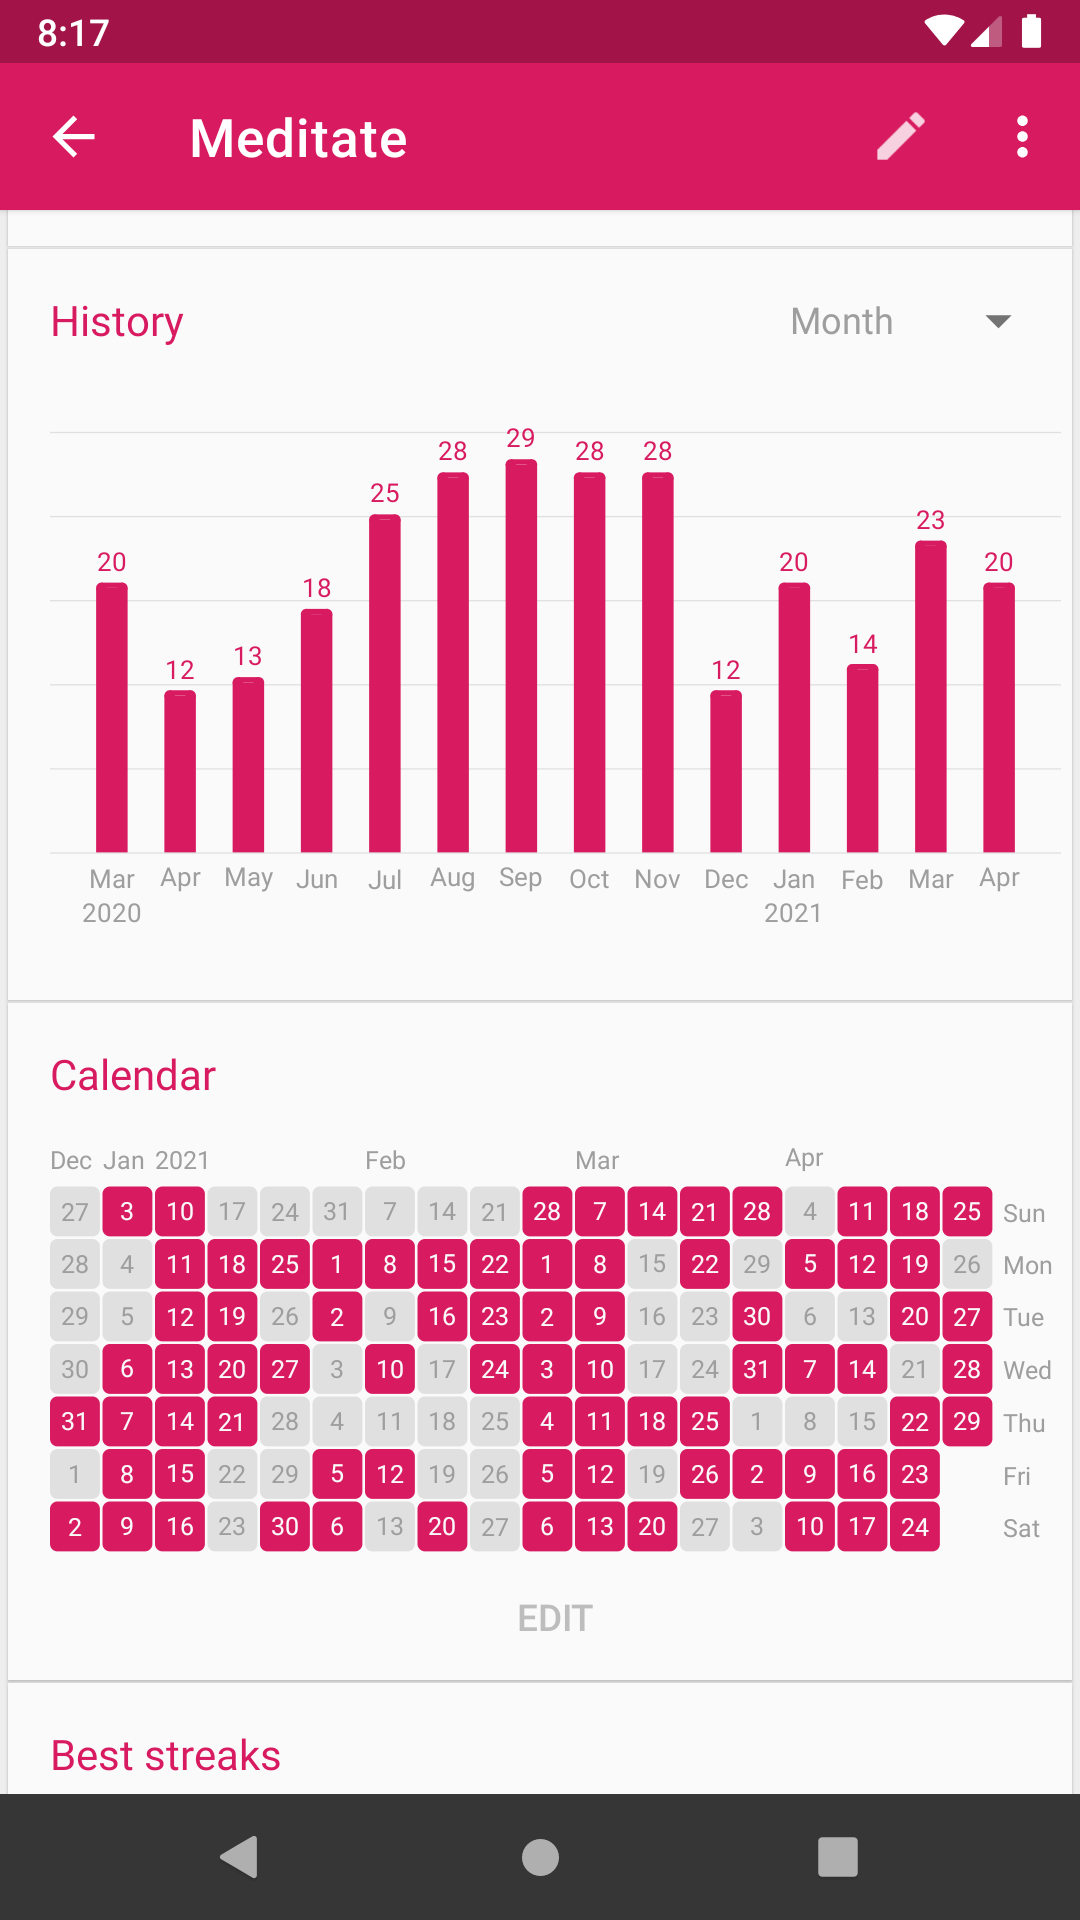 8:17
Meditate
History Month
29
28 28 28
25
23
20 20 20
18
14
13
12 12
Mar Apr May Jun Jul Aug Sep Oct Nov Dec Jan Feb Mar Apr
2020 2021
Calendar
Dec Jan 2021 Feb Mar Apr
27 3 10 17 24 31 7 14 21 28 7 14 21 28 4 11 18 25 Sun
28 4 11 18 25 1 8 15 22 1 8 15 22 29 5 12 19 26 Mon
29 5 12 19 26 2 9 16 23 2 9 16 23 30 6 13 20 27 Tue
30 6 13 20 27 3 10 17 24 3 10 17 24 31 7 14 21 28 Wed
31 7 14 21 28 4 11 18 25 4 11 18 25 1 8 15 22 29 Thu
1 8 15 22 29 5 12 19 26 5 12 19 26 2 9 16 23 Fri
2 9 16 23 30 6 13 20 27 6 13 20 27 3 10 17 24 Sat
EDIT
Best streaks